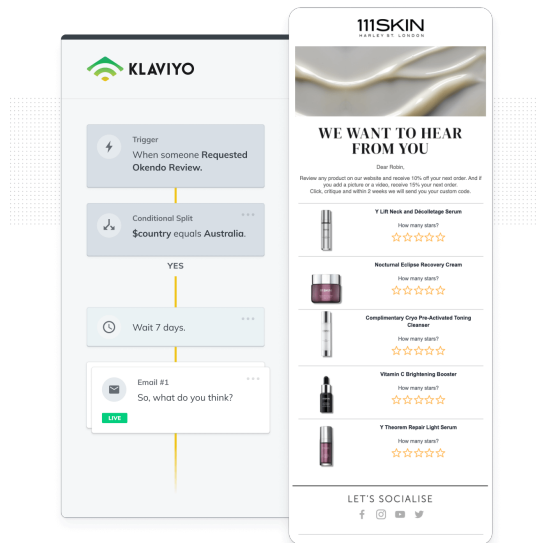 KLAVIYO
Trigger
When someone Requested
Okendo Review.
Conditional Split
$country equals Australia.
YES
Wait 7 days.
Email #1
So, what do you think?
LIVE
111SKIN
HARLEY ST. LONDON
WE WANT TO HEAR
FROM YOU
Dear Robin,
Review any product on our website and receive 10% off your next order. And if
you add a picture or a video, receive 15% your next order.
Click, critique and within 2 weeks we will send you your custom code.
Y Lift Neck and Décolletage Serum
How many stars?
Nocturnal Eclipse Recovery Cream
How many stars?
Complimentary Cryo Pre-Activated Toning
Cleanser
How many stars?
Vitamin C Brightening Booster
How many stars?
Y Theorem Repair Light Serum
How many stars?
LET'S SOCIALISE